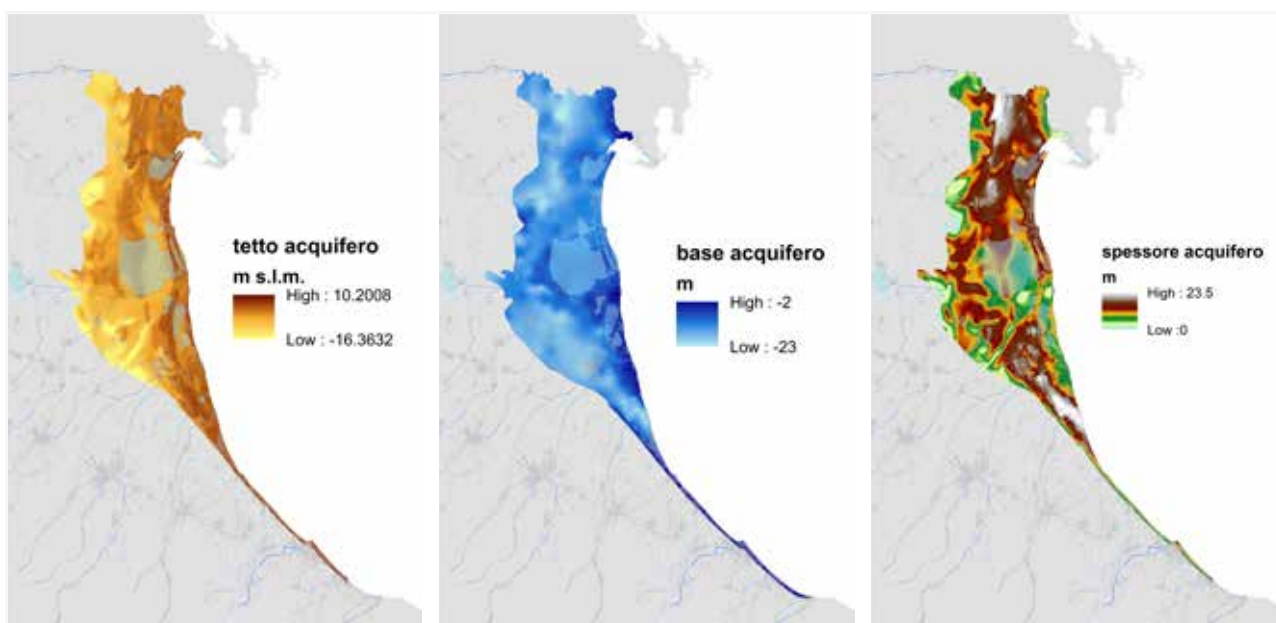 tetto acquifero
m s.l.m.
High : 10.2008
Low : -16.3632
base acquifero
m
High : -2
Low : -23
spessore acquifero
m
High : 23.5
Low :0